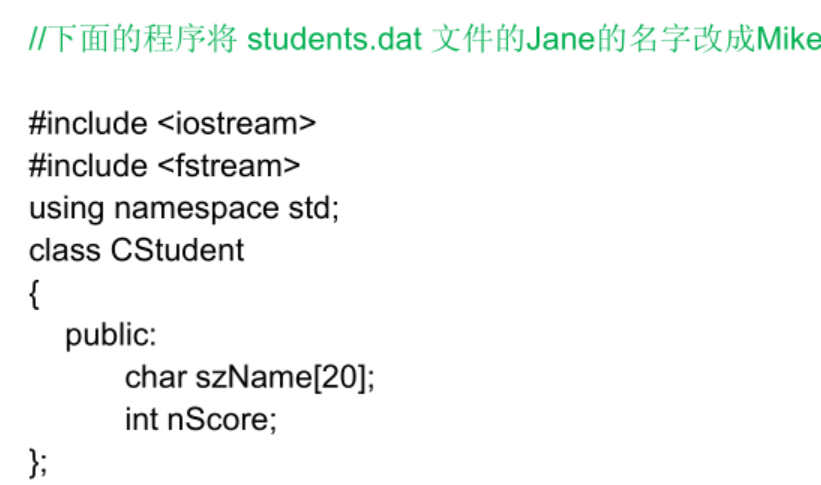 //下面的程序将 students.dat 文件的Jane的名字改成Mike
#include <iostream>
#include <fstream>
using namespace std;
class CStudent
{
public:
char szName[20];
int nScore;
};